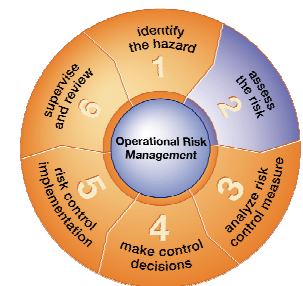 identify
the hazard
1
assess
the risk
2
analyze risk
control measure
3
make control
decisions
4
risk control
implementation
5
supervise
and review
6
Operational Risk
Management